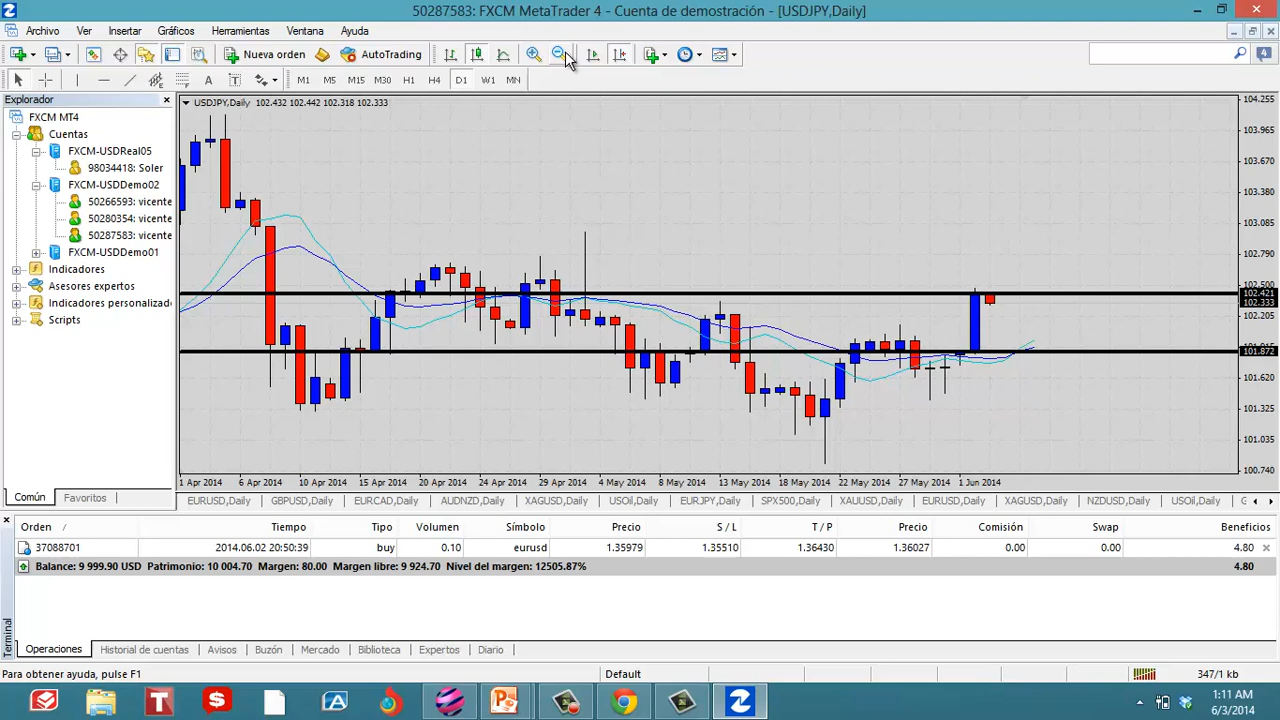 50287583: FXCM MetaTrader 4 - Cuenta de demostración - [USDJPY,Daily]
Archivo Ver Insertar Gráficos Herramientas Ventana Ayuda
Nueva orden AutoTrading 4
A T M1 M5 M15 M30 H1 H4 D1 W1 MN
Explorador
FXCM MT4
Cuentas
FXCM-USDReal05
98034418: Soler
FXCM-USDDemo02
50266593: vicente
50280354: vicente
50287583: vicente
FXCM-USDDemo01
Indicadores
Asesores expertos
Indicadores personalizado
Scripts
Común Favoritos
USDJPY,Daily 102.432 102.442 102.318 102.333
104.255
103.670
103.375
103.085
102.790
102.500
102.421
102.333
102.205
101.872
101.620
101.325
101.035
100.740
1 Apr 2014 6 Apr 2014 10 Apr 2014 15 Apr 2014 20 Apr 2014 24 Apr 2014 29 Apr 2014 4 May 2014 8 May 2014 13 May 2014 18 May 2014 22 May 2014 27 May 2014 1 Jun 2014
EURUSD,Daily GBPUSD,Daily EURCAD,Daily AUDNZD,Daily XAGUSD,Daily USOil,Daily EURJPY,Daily SPX500,Daily XAUUSD,Daily EURUSD,Daily XAGUSD,Daily NZDUSD,Daily USOil,Daily G
Orden / Tiempo Tipo Volumen Símbolo Precio S / L T / P Precio Comisión Swap Beneficios
37088701 2014.06.02 20:50:39 buy 0.10 eurusd 1.35979 1.35510 1.36430 1.36027 0.00 0.00 4.80
Balance: 9 999.90 USD Patrimonio: 10 004.70 Margen: 80.00 Margen libre: 9 924.70 Nivel del margen: 12505.87% 4.80
Terminal
Operaciones Historial de cuentas Avisos Buzón Mercado Biblioteca Expertos Diario
Para obtener ayuda, pulse F1 Default 347/1 kb
1:11 AM
6/3/2014